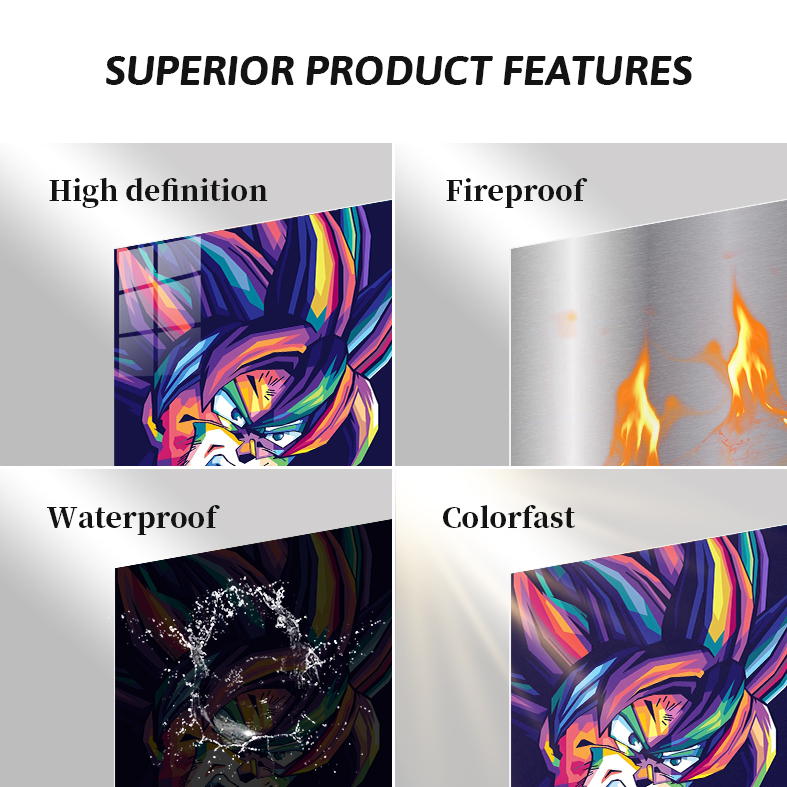 SUPERIOR PRODUCT FEATURES
High definition
Fireproof
Waterproof
Colorfast